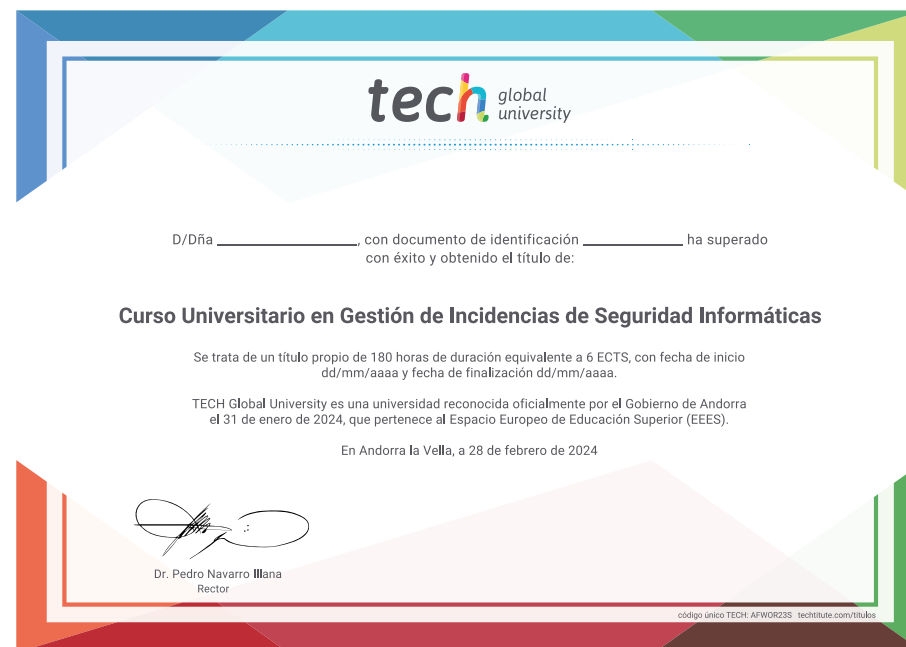 tech global university
D/Dña ____________, con documento de identificación ____________ ha superado
con éxito y obtenido el título de:
Curso Universitario en Gestión de Incidencias de Seguridad Informáticas
Se trata de un título propio de 180 horas de duración equivalente a 6 ECTS, con fecha de inicio
dd/mm/aaaa y fecha de finalización dd/mm/aaaa.
TECH Global University es una universidad reconocida oficialmente por el Gobierno de Andorra
el 31 de enero de 2024, que pertenece al Espacio Europeo de Educación Superior (EEES).
En Andorra la Vella, a 28 de febrero de 2024
Dr. Pedro Navarro Illana
Rector
código único TECH: AFWOR23S techtitute.com/titulos